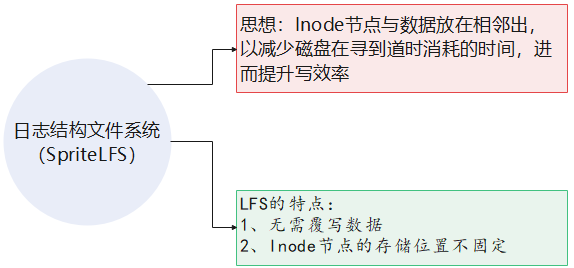 思想：Inode节点与数据放在相邻出，
以减少磁盘在寻到道时消耗的时间，进
而提升写效率
日志结构文件系统
（SpriteLFS）
LFS的特点：
1、无需覆写数据
2、Inode节点的存储位置不固定